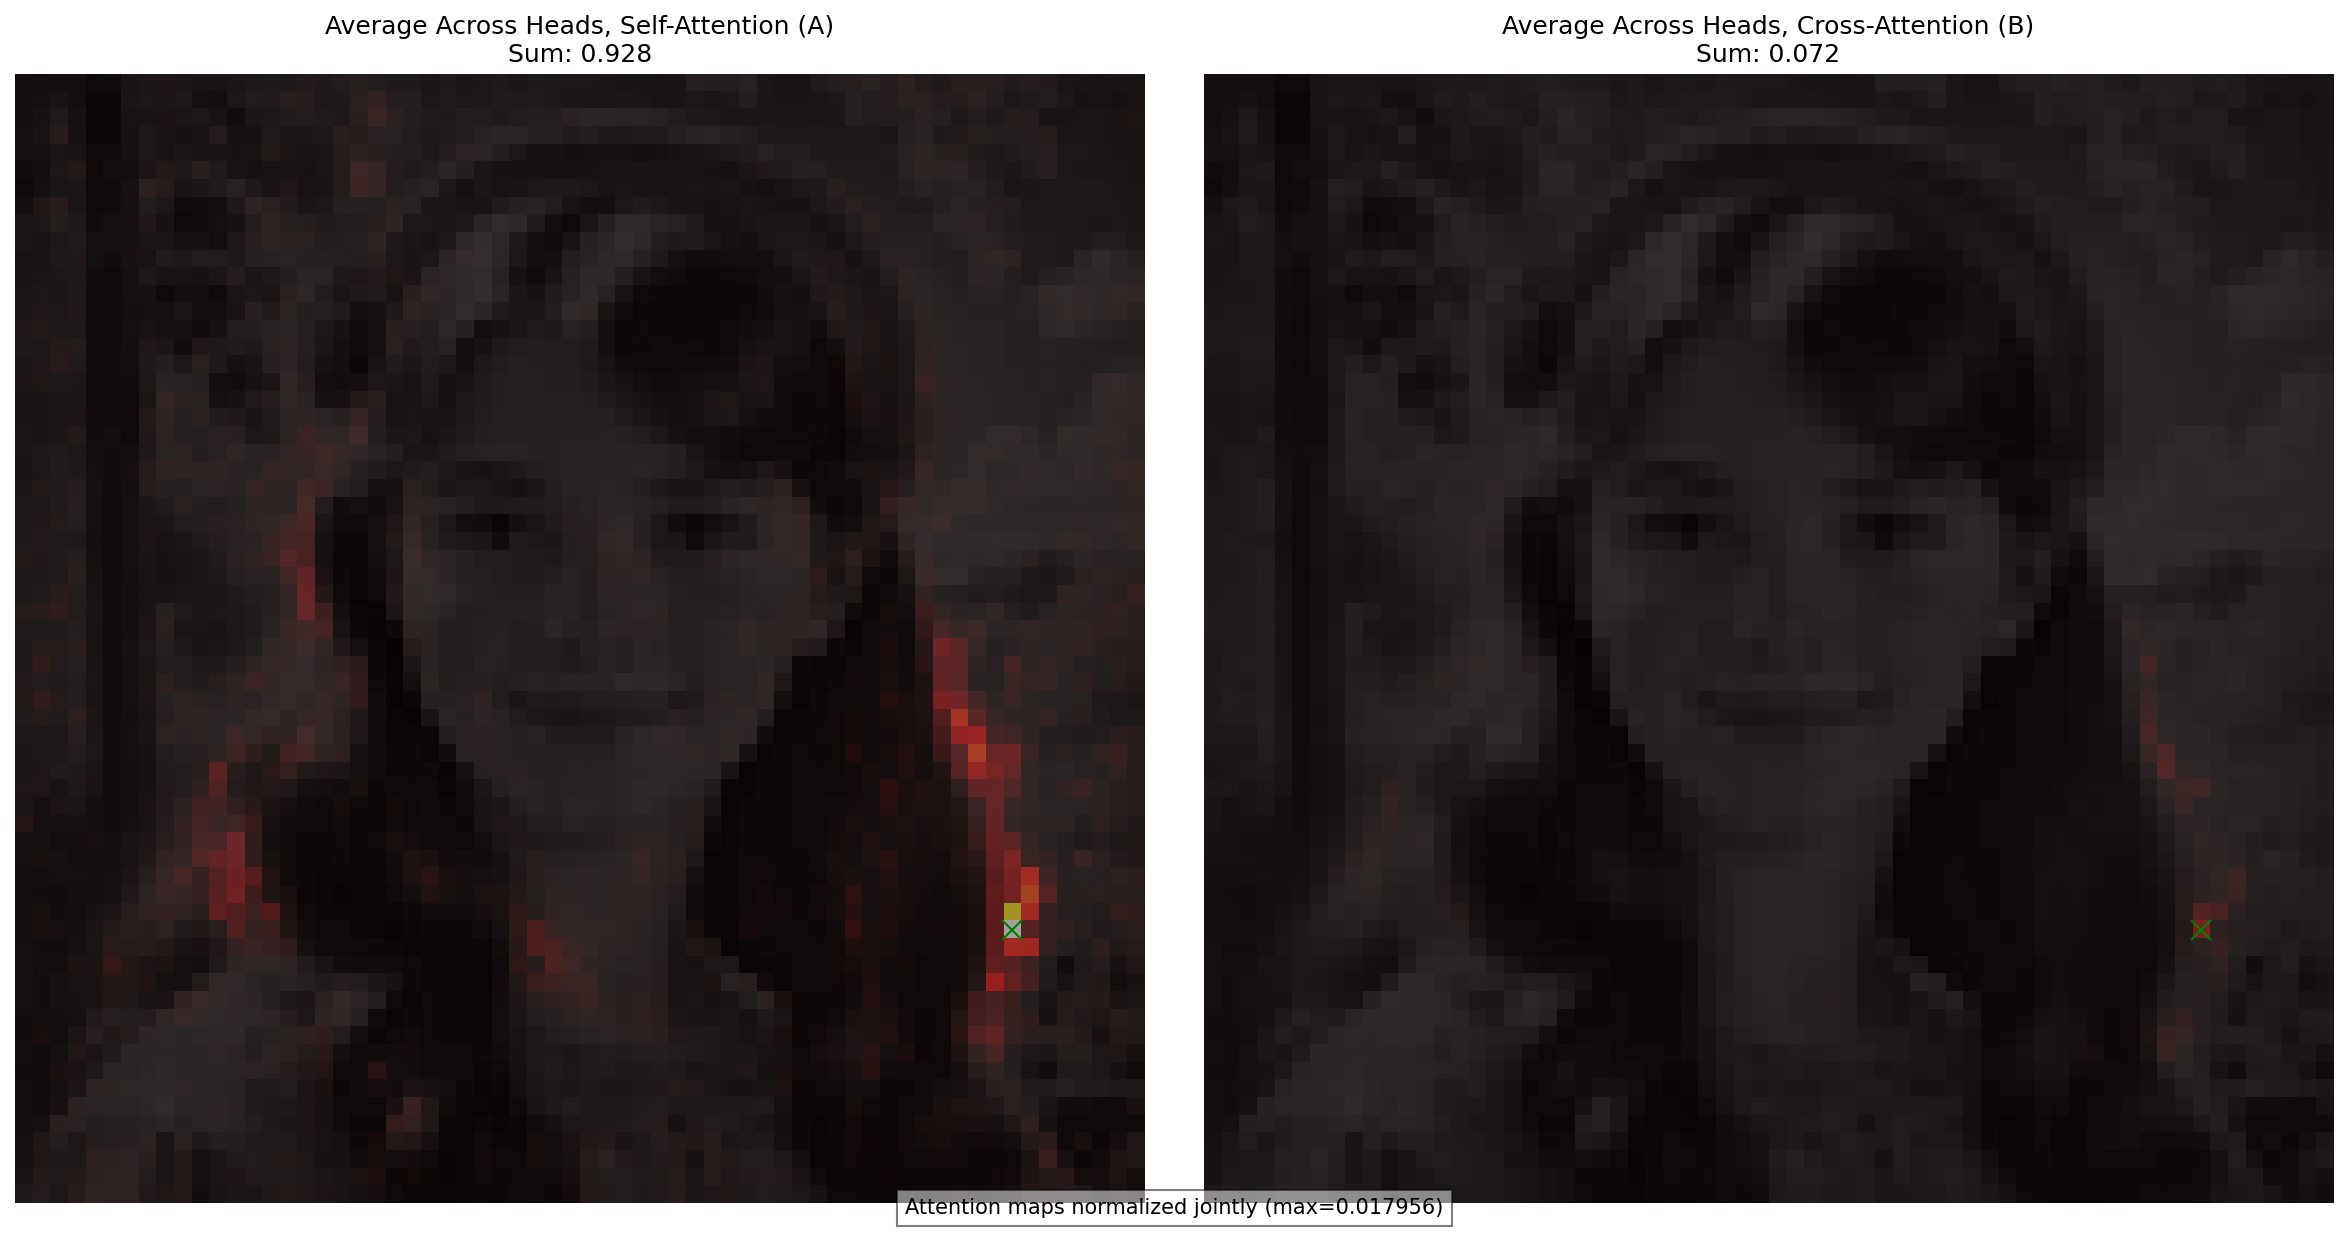 Average Across Heads, Self-Attention (A)
Sum: 0.928
Average Across Heads, Cross-Attention (B)
Sum: 0.072
Attention maps normalized jointly (max=0.017956)